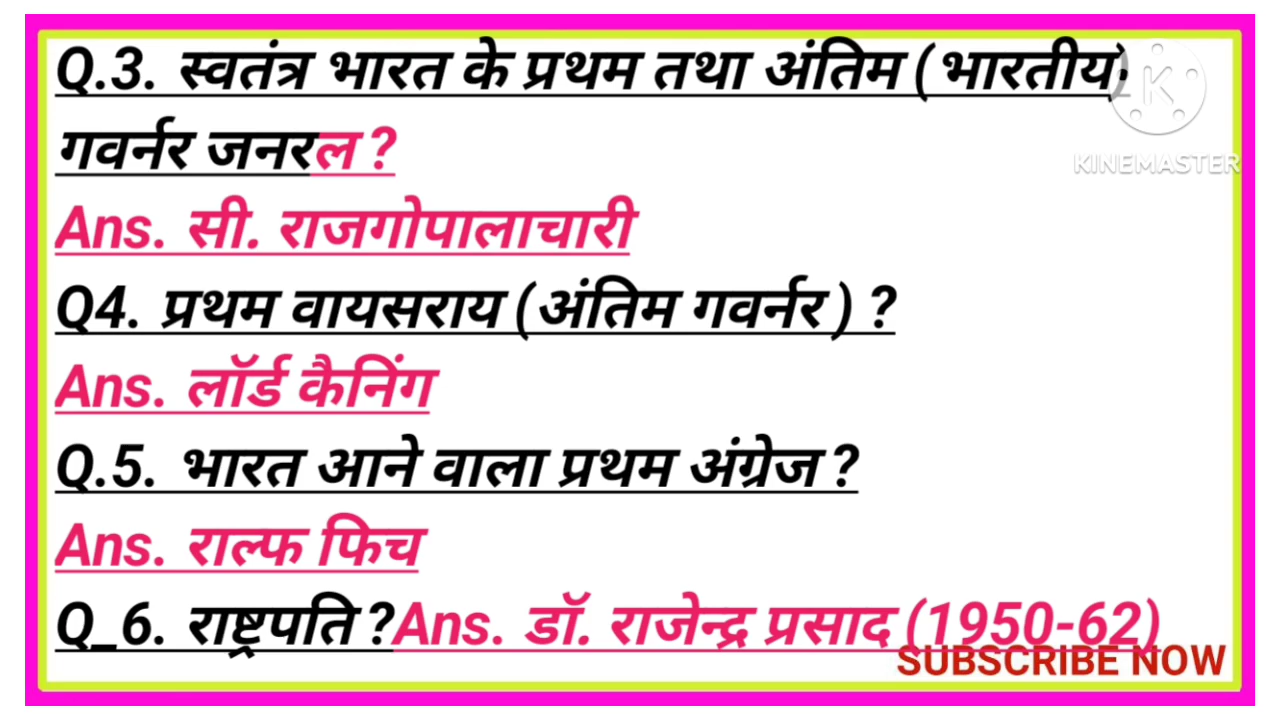 Q.3. स्वतंत्र भारत के प्रथम तथा अंतिम ( भारतीय)
गवर्नर जनरल ?
KINEMASTER
Ans. सी. राजगोपालाचारी
Q4. प्रथम वायसराय (अंतिम गवर्नर ) ?
Ans. लॉर्ड कैनिंग
Q.5. भारत आने वाला प्रथम अंग्रेज ?
Ans. राल्फ फिच
Q_6. राष्ट्रपति ?Ans. डॉ. राजेन्द्र प्रसाद (1950-62)
SUBSCRIBE NOW